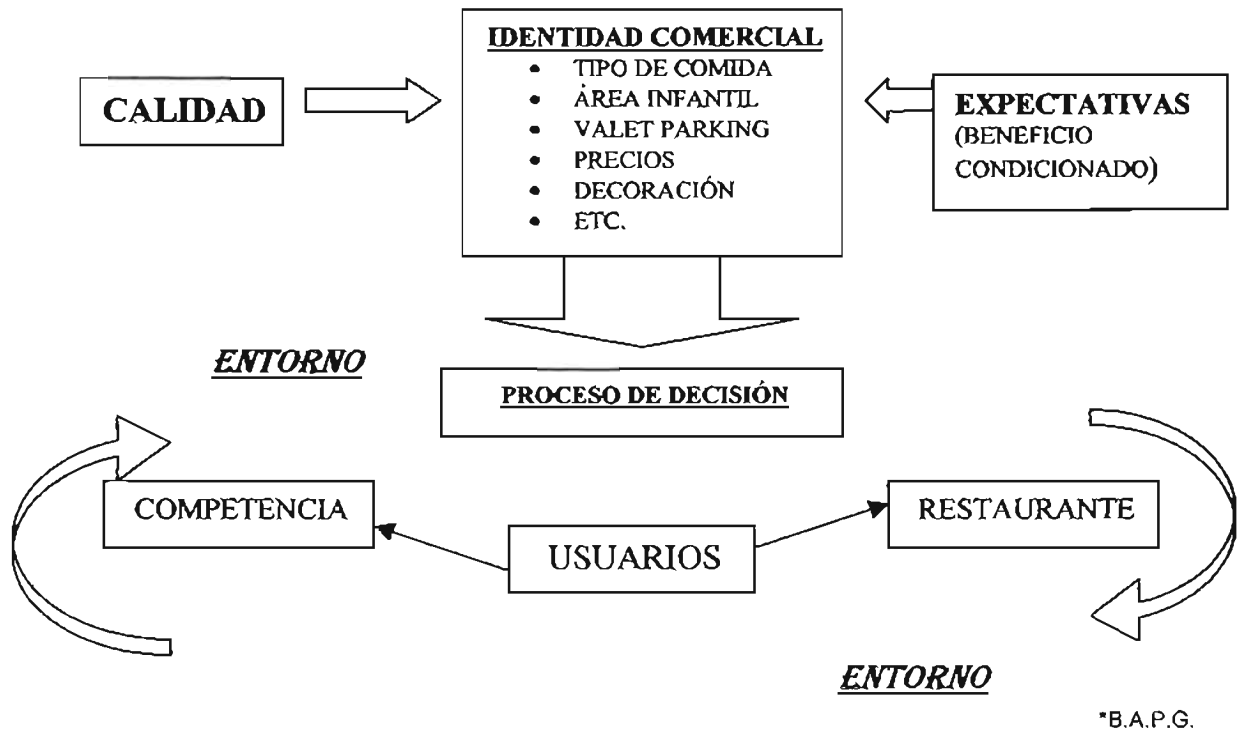 IDENTIDAD COMERCIAL
• TIPO DE COMIDA
• ÁREA INFANTIL
• VALET PARKING
• PRECIOS
• DECORACIÓN
• ETC.
CALIDAD
EXPECTATIVAS
(BENEFICIO
CONDICIONADO)
ENTORNO
PROCESO DE DECISIÓN
COMPETENCIA
USUARIOS
RESTAURANTE
ENTORNO
*B.A.P.G.